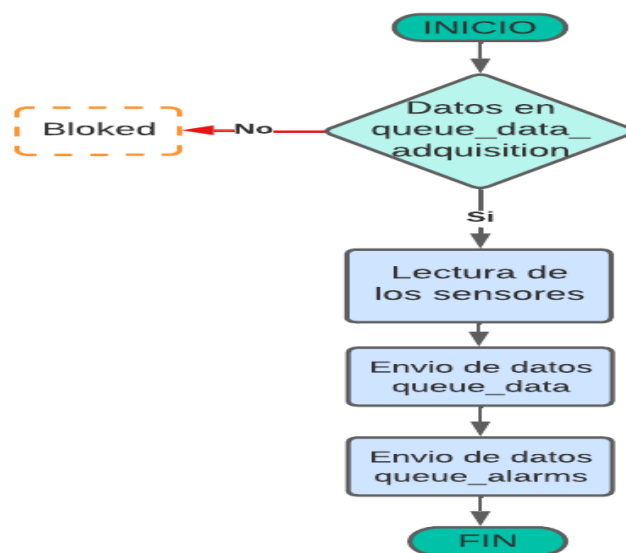 INICIO
Datos en
queue_data_
adquisition
No
Bloked
Si
Lectura de
los sensores
Envio de datos
queue_data
Envio de datos
queue_alarms
FIN